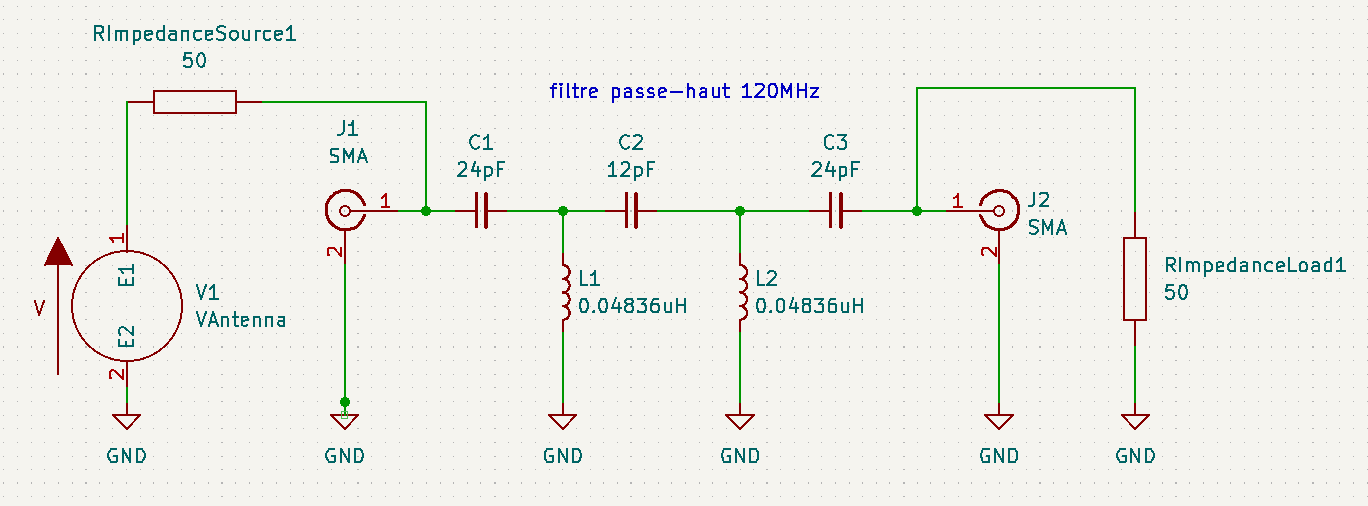 RImpedanceSource1
50
filtre passe-haut 120MHz
J1
SMA
1
2
C1
24pF
C2
12pF
C3
24pF
1
2
J2
SMA
L1
0.04836uH
L2
0.04836uH
RImpedanceLoad1
50
V
1
E1
E2
2
V1
VAntenna
GND
GND
GND
GND
GND
GND